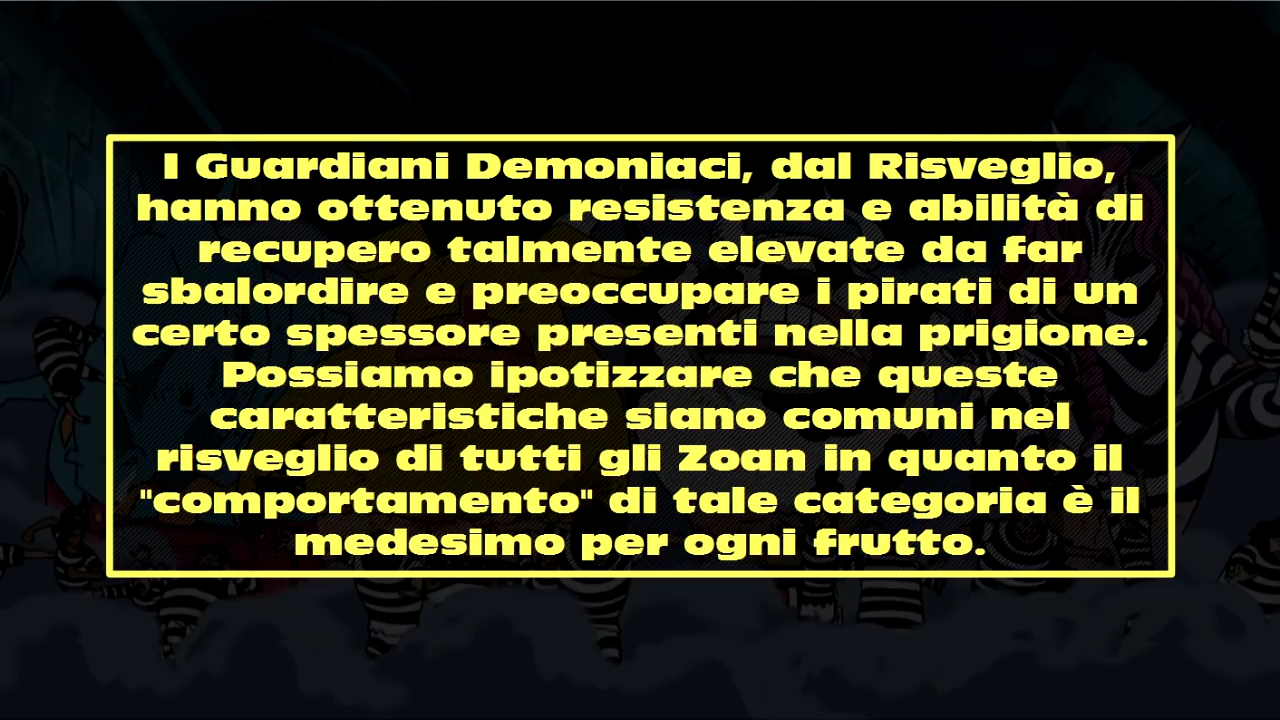 I Guardiani Demoniaci, dal Risveglio,
hanno ottenuto resistenza e abilità di
recupero talmente elevate da far
sbalordire e preoccupare i pirati di un
certo spessore presenti nella prigione.
Possiamo ipotizzare che queste
caratteristiche siano comuni nel
risveglio di tutti gli Zoan in quanto il
"comportamento" di tale categoria è il
medesimo per ogni frutto.